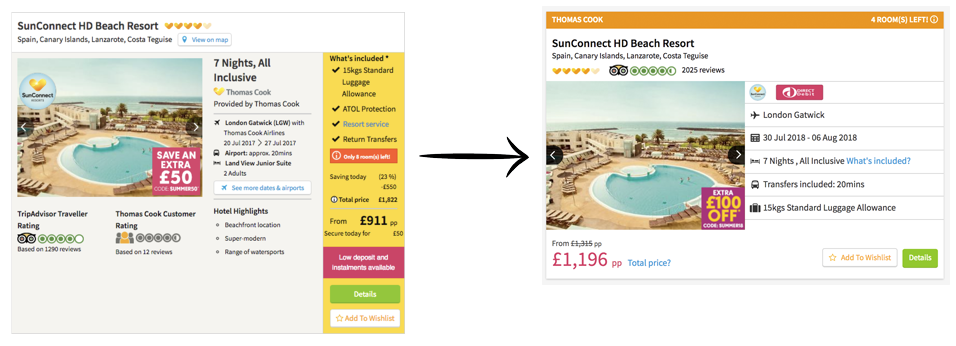 SunConnect HD Beach Resort
Spain, Canary Islands, Lanzarote, Costa Teguise
View on map
SunConnect
RESORTS
SAVE AN
EXTRA
£50
CODE: SUMMER50*
TripAdvisor Traveller
Rating
Based on 1290 reviews
Thomas Cook Customer
Rating
Based on 12 reviews
7 Nights, All
Inclusive
Thomas Cook
Provided by Thomas Cook
London Gatwick (LGW) with
Thomas Cook Airlines
20 Jul 2017 > 27 Jul 2017
Airport: approx. 20mins
Land View Junior Suite
2 Adults
See more dates & airports
Hotel Highlights
Beachfront location
Super-modern
Range of watersports
What's included *
15kgs Standard
Luggage
Allowance
ATOL Protection
Resort service
Return Transfers
Only 8 room(s) left!
Saving today (23 %)
-£550
Total price £1,822
From £911 pp
Secure today for £50
Low deposit and
Instalments available
Details
Add To Wishlist
THOMAS COOK
4 ROOM(S) LEFT!
SunConnect HD Beach Resort
Spain, Canary Islands, Lanzarote, Costa Teguise
2025 reviews
EXTRA
£100
OFF*
CODE: SUMMER18
SunConnect
DIRECT
Debit
London Gatwick
30 Jul 2018 - 06 Aug 2018
7 Nights , All Inclusive What's included?
Transfers included: 20mins
15kgs Standard Luggage Allowance
From £1,315 pp
£1,196 pp Total price?
Add To Wishlist
Details